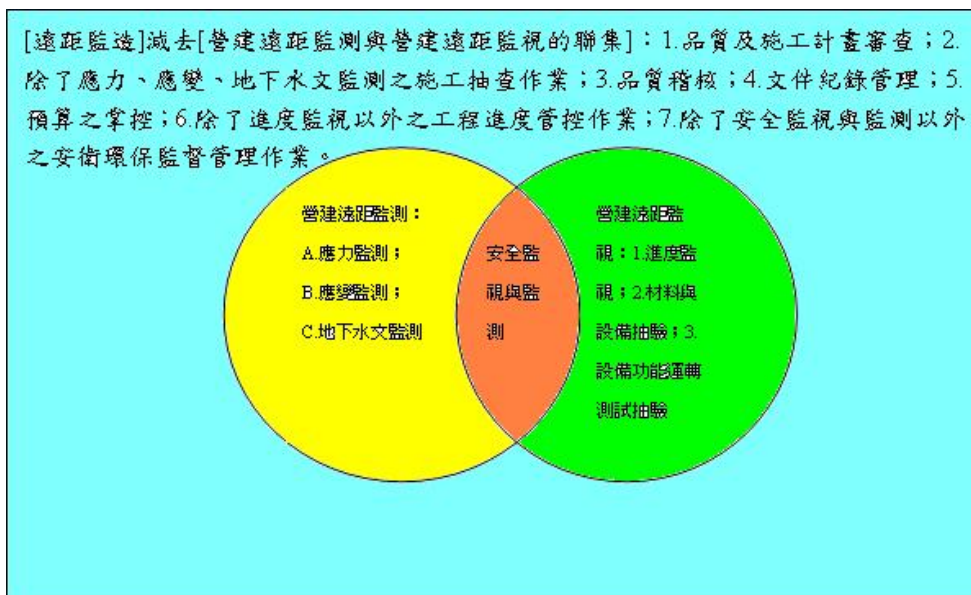 [遠距監造]減去[營建遠距監測與營建遠距監視的聯集]：1.品質及施工計畫審查；2.
除了應力、應變、地下水文監測之施工抽查作業；3.品質稽核；4.文件紀錄管理；5.
預算之掌控；6.除了進度監視以外之工程進度管控作業；7.除了安全監視與監測以外
之安衛環保監督管理作業。
營建遠距監測：
A.應力監測；
B.應變監測；
C.地下水文監測
安全監
視與監
測
營建遠距監
視：1.進度監
視；2.材料與
設備抽驗；3.
設備功能運轉
測試抽驗